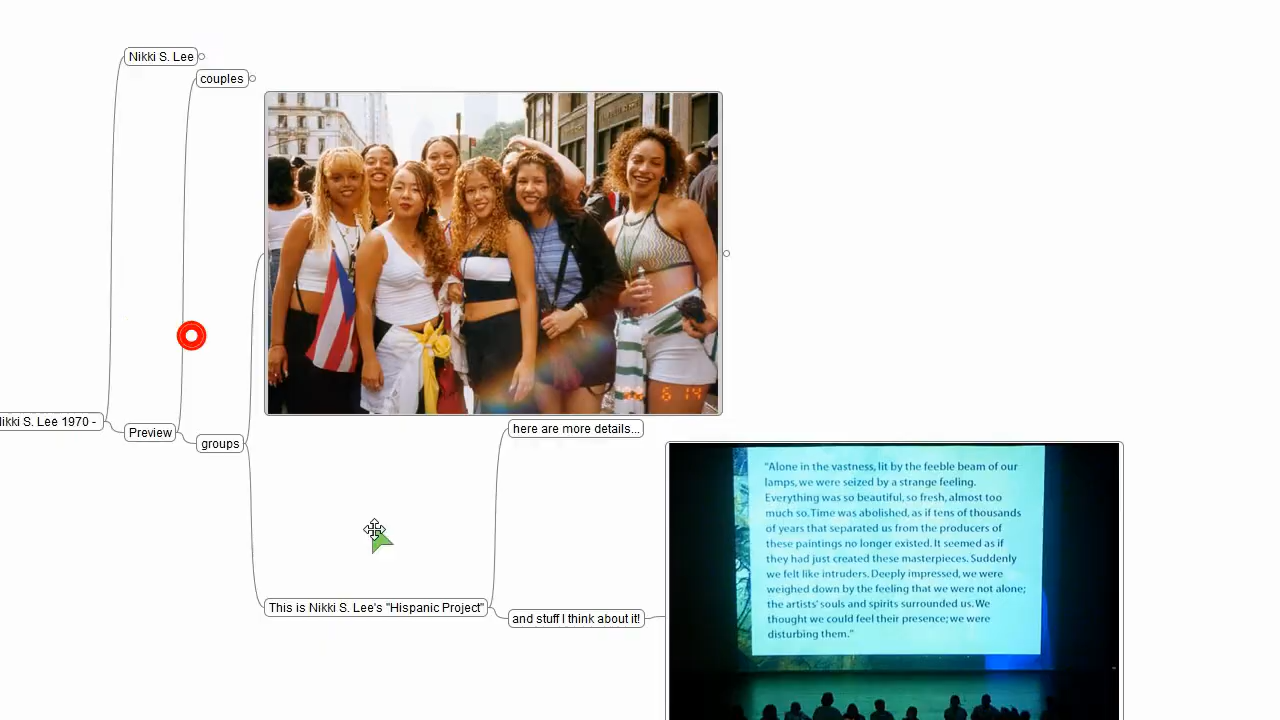 Nikki S. Lee
couples
6 19
Nikki S. Lee 1970 -
Preview
groups
here are more details...
This is Nikki S. Lee's "Hispanic Project"
and stuff I think about it!
"Alone in the vastness, lit by the feeble beam of our
lamps, we were seized by a strange feeling.
Everything was so beautiful, so fresh, almost too
much so. Time was abolished, as if tens of thousands
of years that separated us from the producers of
these paintings no longer existed. It seemed as if
they had just created these masterpieces. Suddenly
we felt like intruders. Deeply impressed, we were
weighed down by the feeling that we were not alone;
the artists' souls and spirits surrounded us. We
thought we could feel their presence; we were
disturbing them."